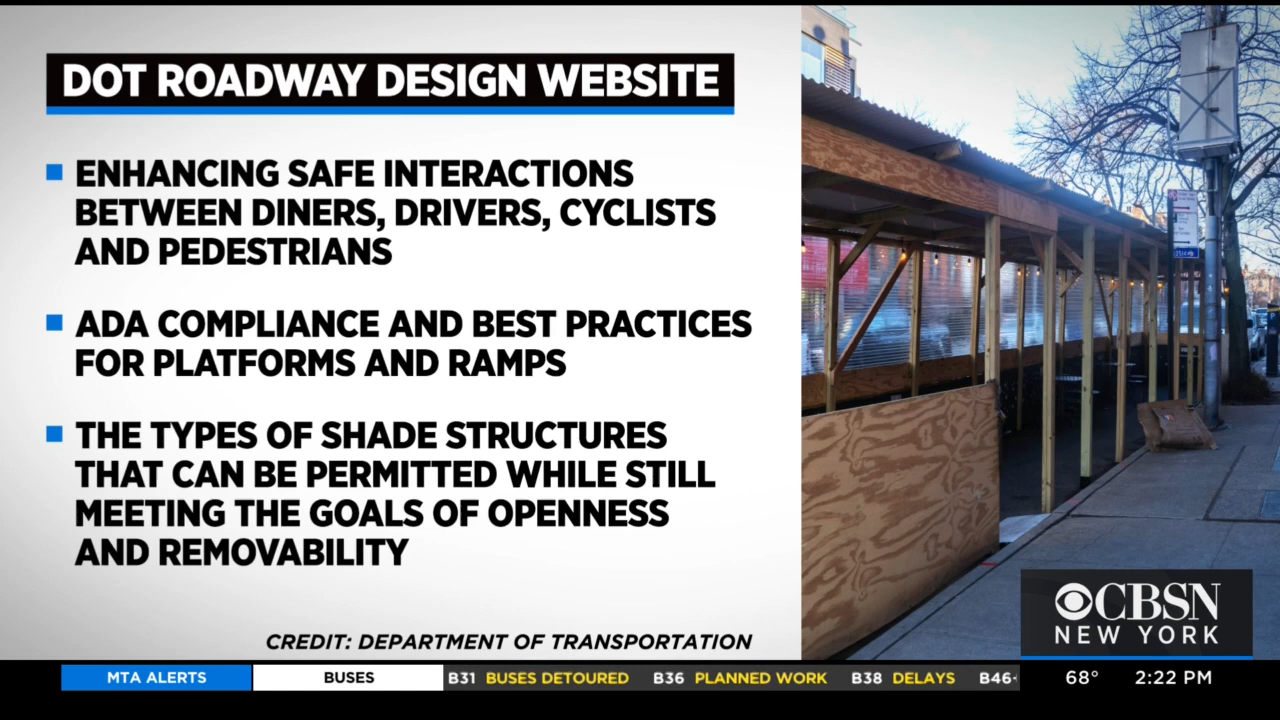 DOT ROADWAY DESIGN WEBSITE
ENHANCING SAFE INTERACTIONS
BETWEEN DINERS, DRIVERS, CYCLISTS
AND PEDESTRIANS
ADA COMPLIANCE AND BEST PRACTICES
FOR PLATFORMS AND RAMPS
THE TYPES OF SHADE STRUCTURES
THAT CAN BE PERMITTED WHILE STILL
MEETING THE GOALS OF OPENNESS
AND REMOVABILITY
CREDIT: DEPARTMENT OF TRANSPORTATION
CBSN
NEW YORK
MTA ALERTS BUSES B31 BUSES DETOURED B36 PLANNED WORK B38 DELAYS B46 68° 2:22 PM